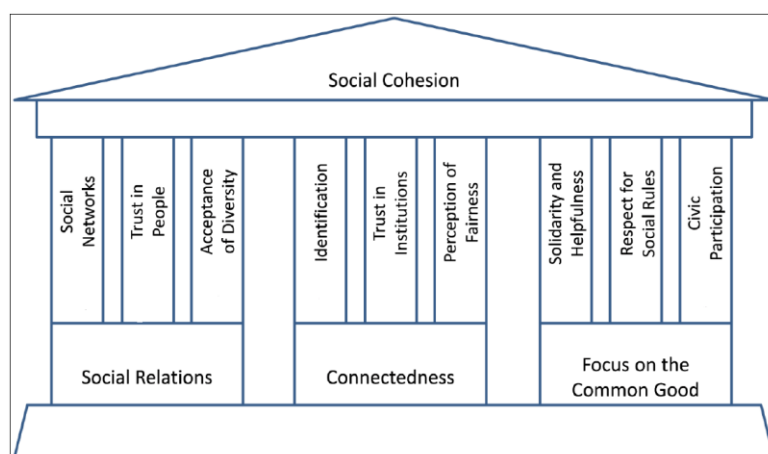 Social Cohesion
Social
Networks
Trust in
People
Acceptance
of Diversity
Identification
Trust in
Institutions
Perception of
Fairness
Solidarity and
Helpfulness
Respect for
Social Rules
Civic
Participation
Social Relations
Connectedness
Focus on the
Common Good